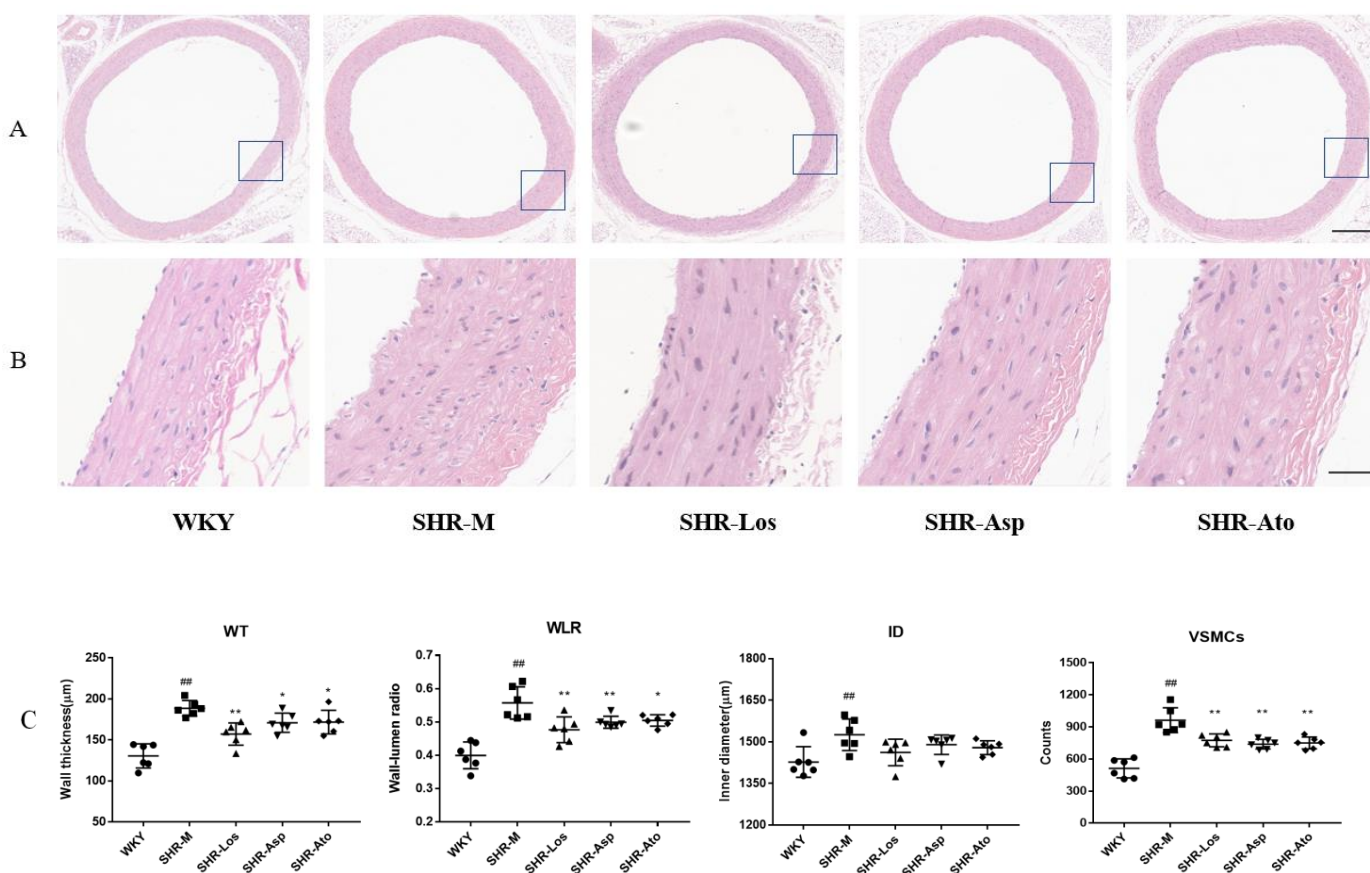 A
B
WKY SHR-M SHR-Los SHR-Asp SHR-Ato
C
WT
Wall thickness(μm)
250
200
150
100
50
##
**
*
*
WKY
SHR-M
SHR-Los
SHR-Asp
SHR-Ato
WLR
Wall-lumen radio
0.7
0.6
0.5
0.4
0.3
0.2
##
**
**
*
WKY
SHR-M
SHR-Los
SHR-Asp
SHR-Ato
ID
Inner diameter(μm)
1800
1650
1500
1350
1200
##
WKY
SHR-M
SHR-Los
SHR-Asp
SHR-Ato
VSMCs
Counts
1500
1200
900
600
300
0
##
**
**
**
WKY
SHR-M
SHR-Los
SHR-Asp
SHR-Ato